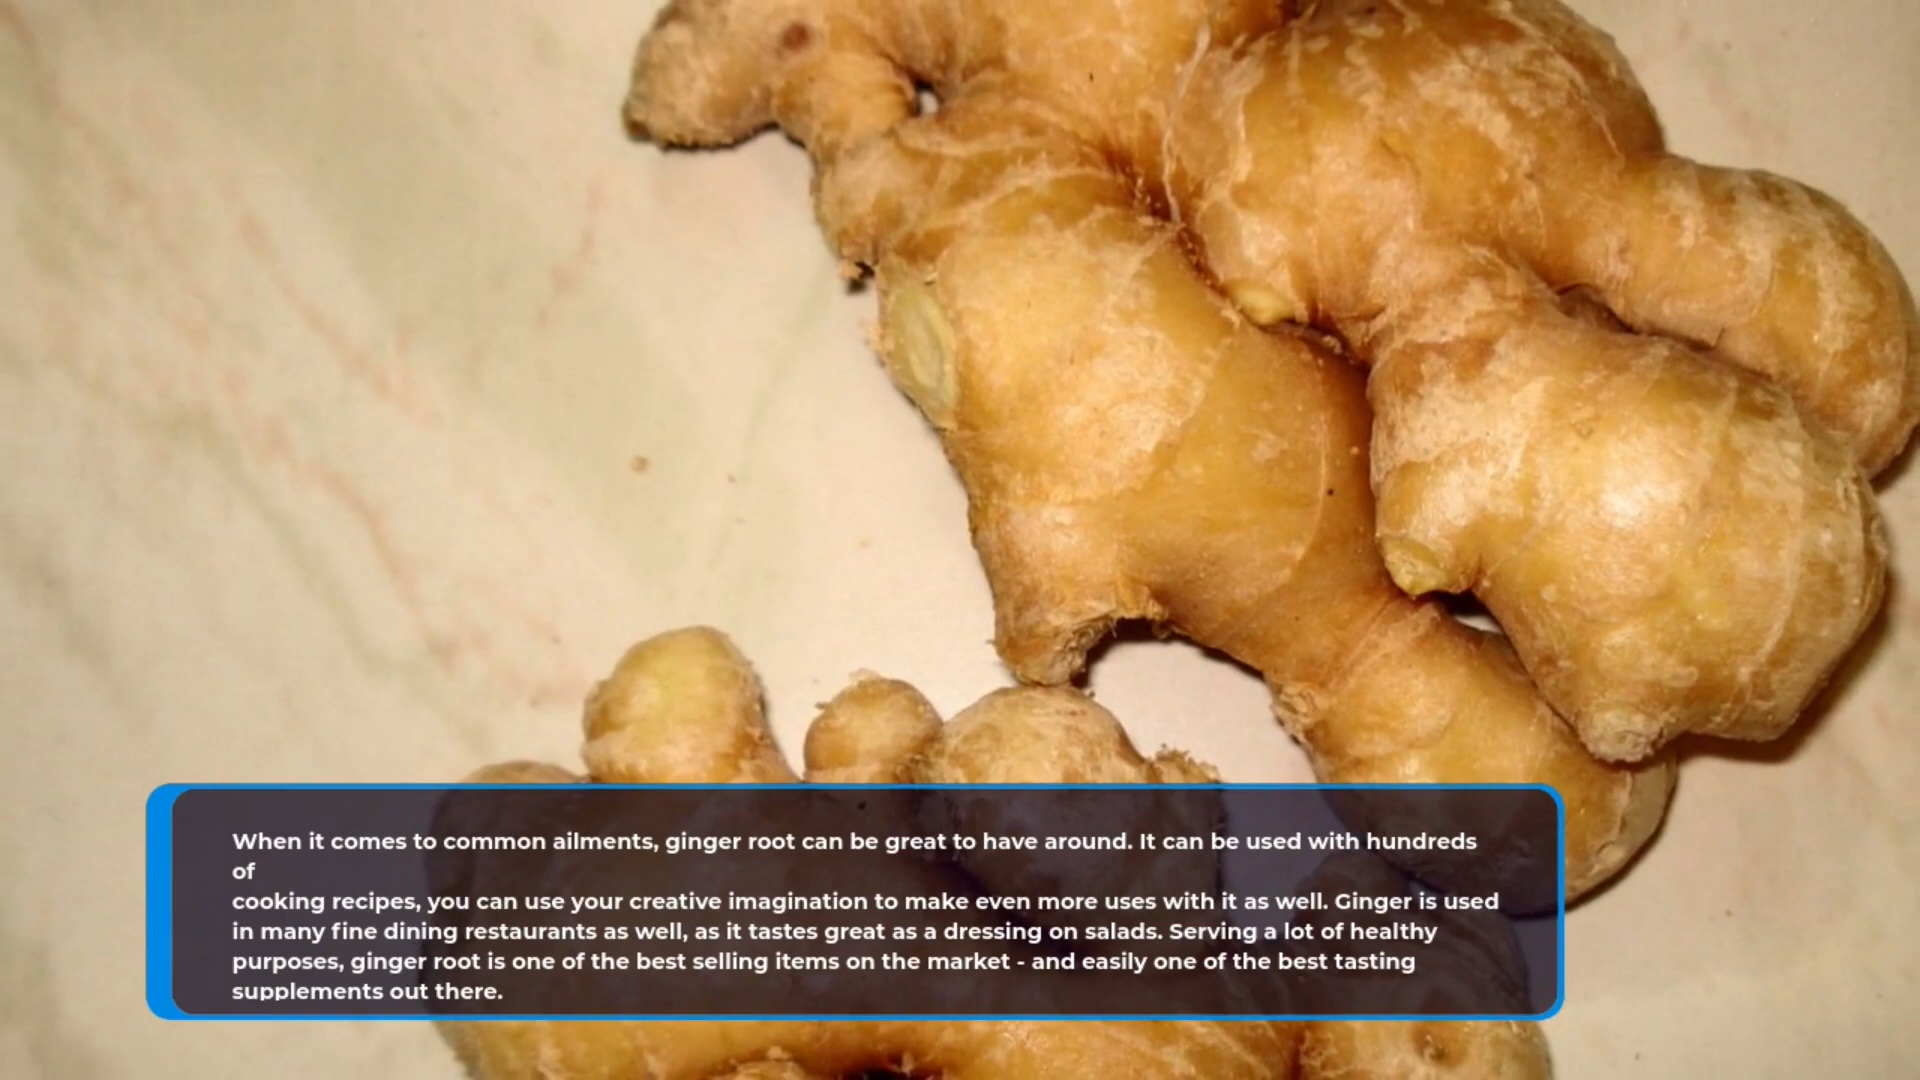 When it comes to common ailments, ginger root can be great to have around. It can be used with hundreds
of
cooking recipes, you can use your creative imagination to make even more uses with it as well. Ginger is used
in many fine dining restaurants as well, as it tastes great as a dressing on salads. Serving a lot of healthy
purposes, ginger root is one of the best selling items on the market - and easily one of the best tasting
supplements out there.